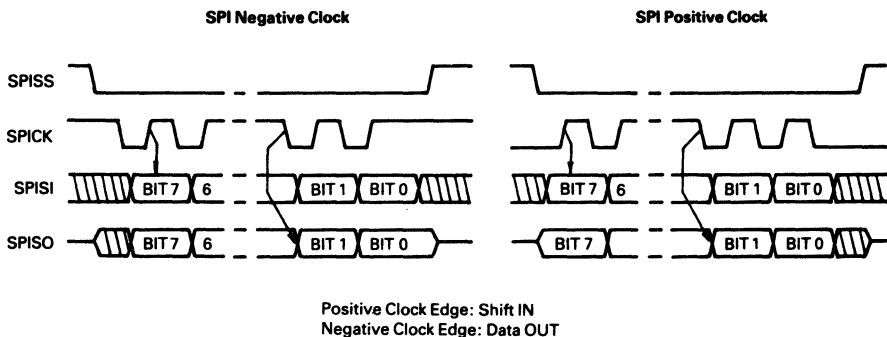 SPI Negative Clock SPI Positive Clock
SPISS
SPICK
SPISI BIT 7 6 BIT 1 BIT 0 BIT 7 6 BIT 1 BIT 0
SPISO BIT 7 6 BIT 1 BIT 0 BIT 7 BIT 1 BIT 0
Positive Clock Edge: Shift IN
Negative Clock Edge: Data OUT